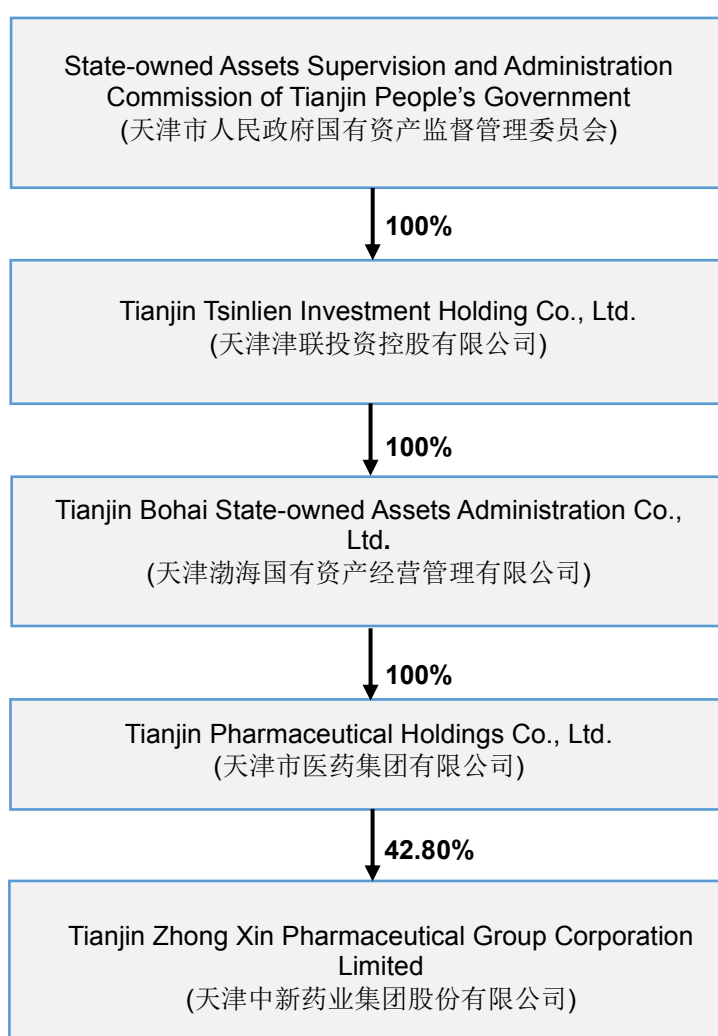 State-owned Assets Supervision and Administration
Commission of Tianjin People's Government
(天津市人民政府国有资产监督管理委员会)
100%
Tianjin Tsinlien Investment Holding Co., Ltd.
(天津津联投资控股有限公司)
100%
Tianjin Bohai State-owned Assets Administration Co.,
Ltd.
(天津渤海国有资产经营管理有限公司)
100%
Tianjin Pharmaceutical Holdings Co., Ltd.
(天津市医药集团有限公司)
42.80%
Tianjin Zhong Xin Pharmaceutical Group Corporation
Limited
(天津中新药业集团股份有限公司)